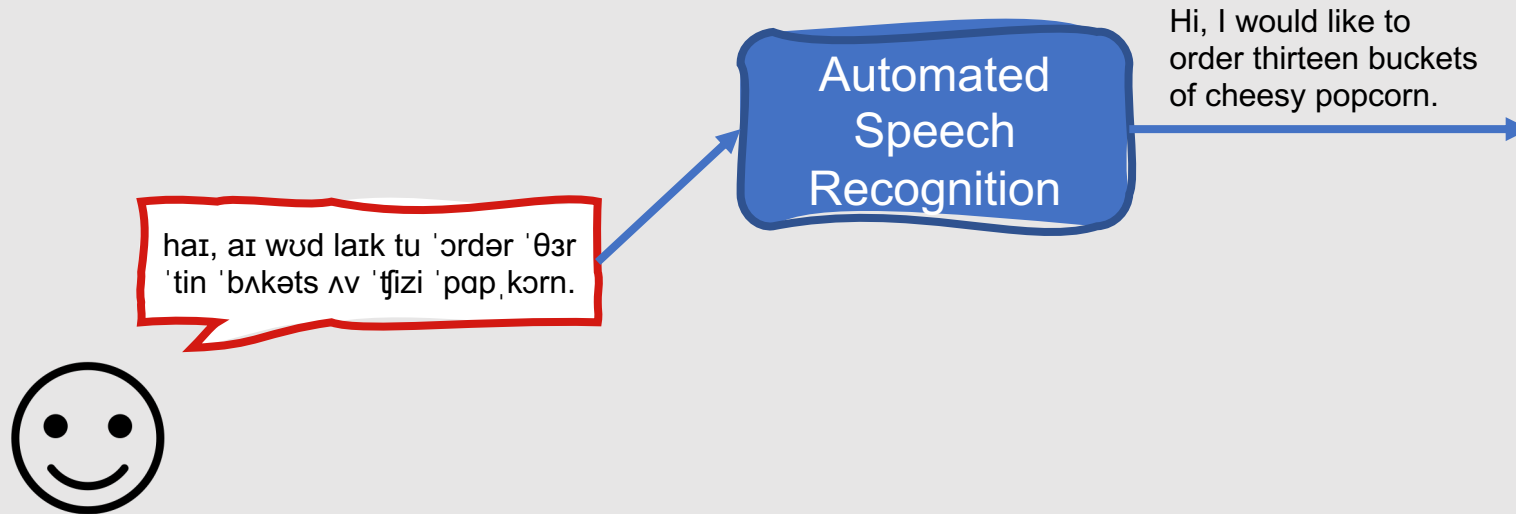 Hi, I would like to
order thirteen buckets
of cheesy popcorn.
Automated
Speech
Recognition
haɪ, aɪ wʊd laɪk tu ˈɔrdər ˈθɜr
ˈtin ˈbʌkəts ʌv ˈʧizi ˈpɑpˌkɔrn.